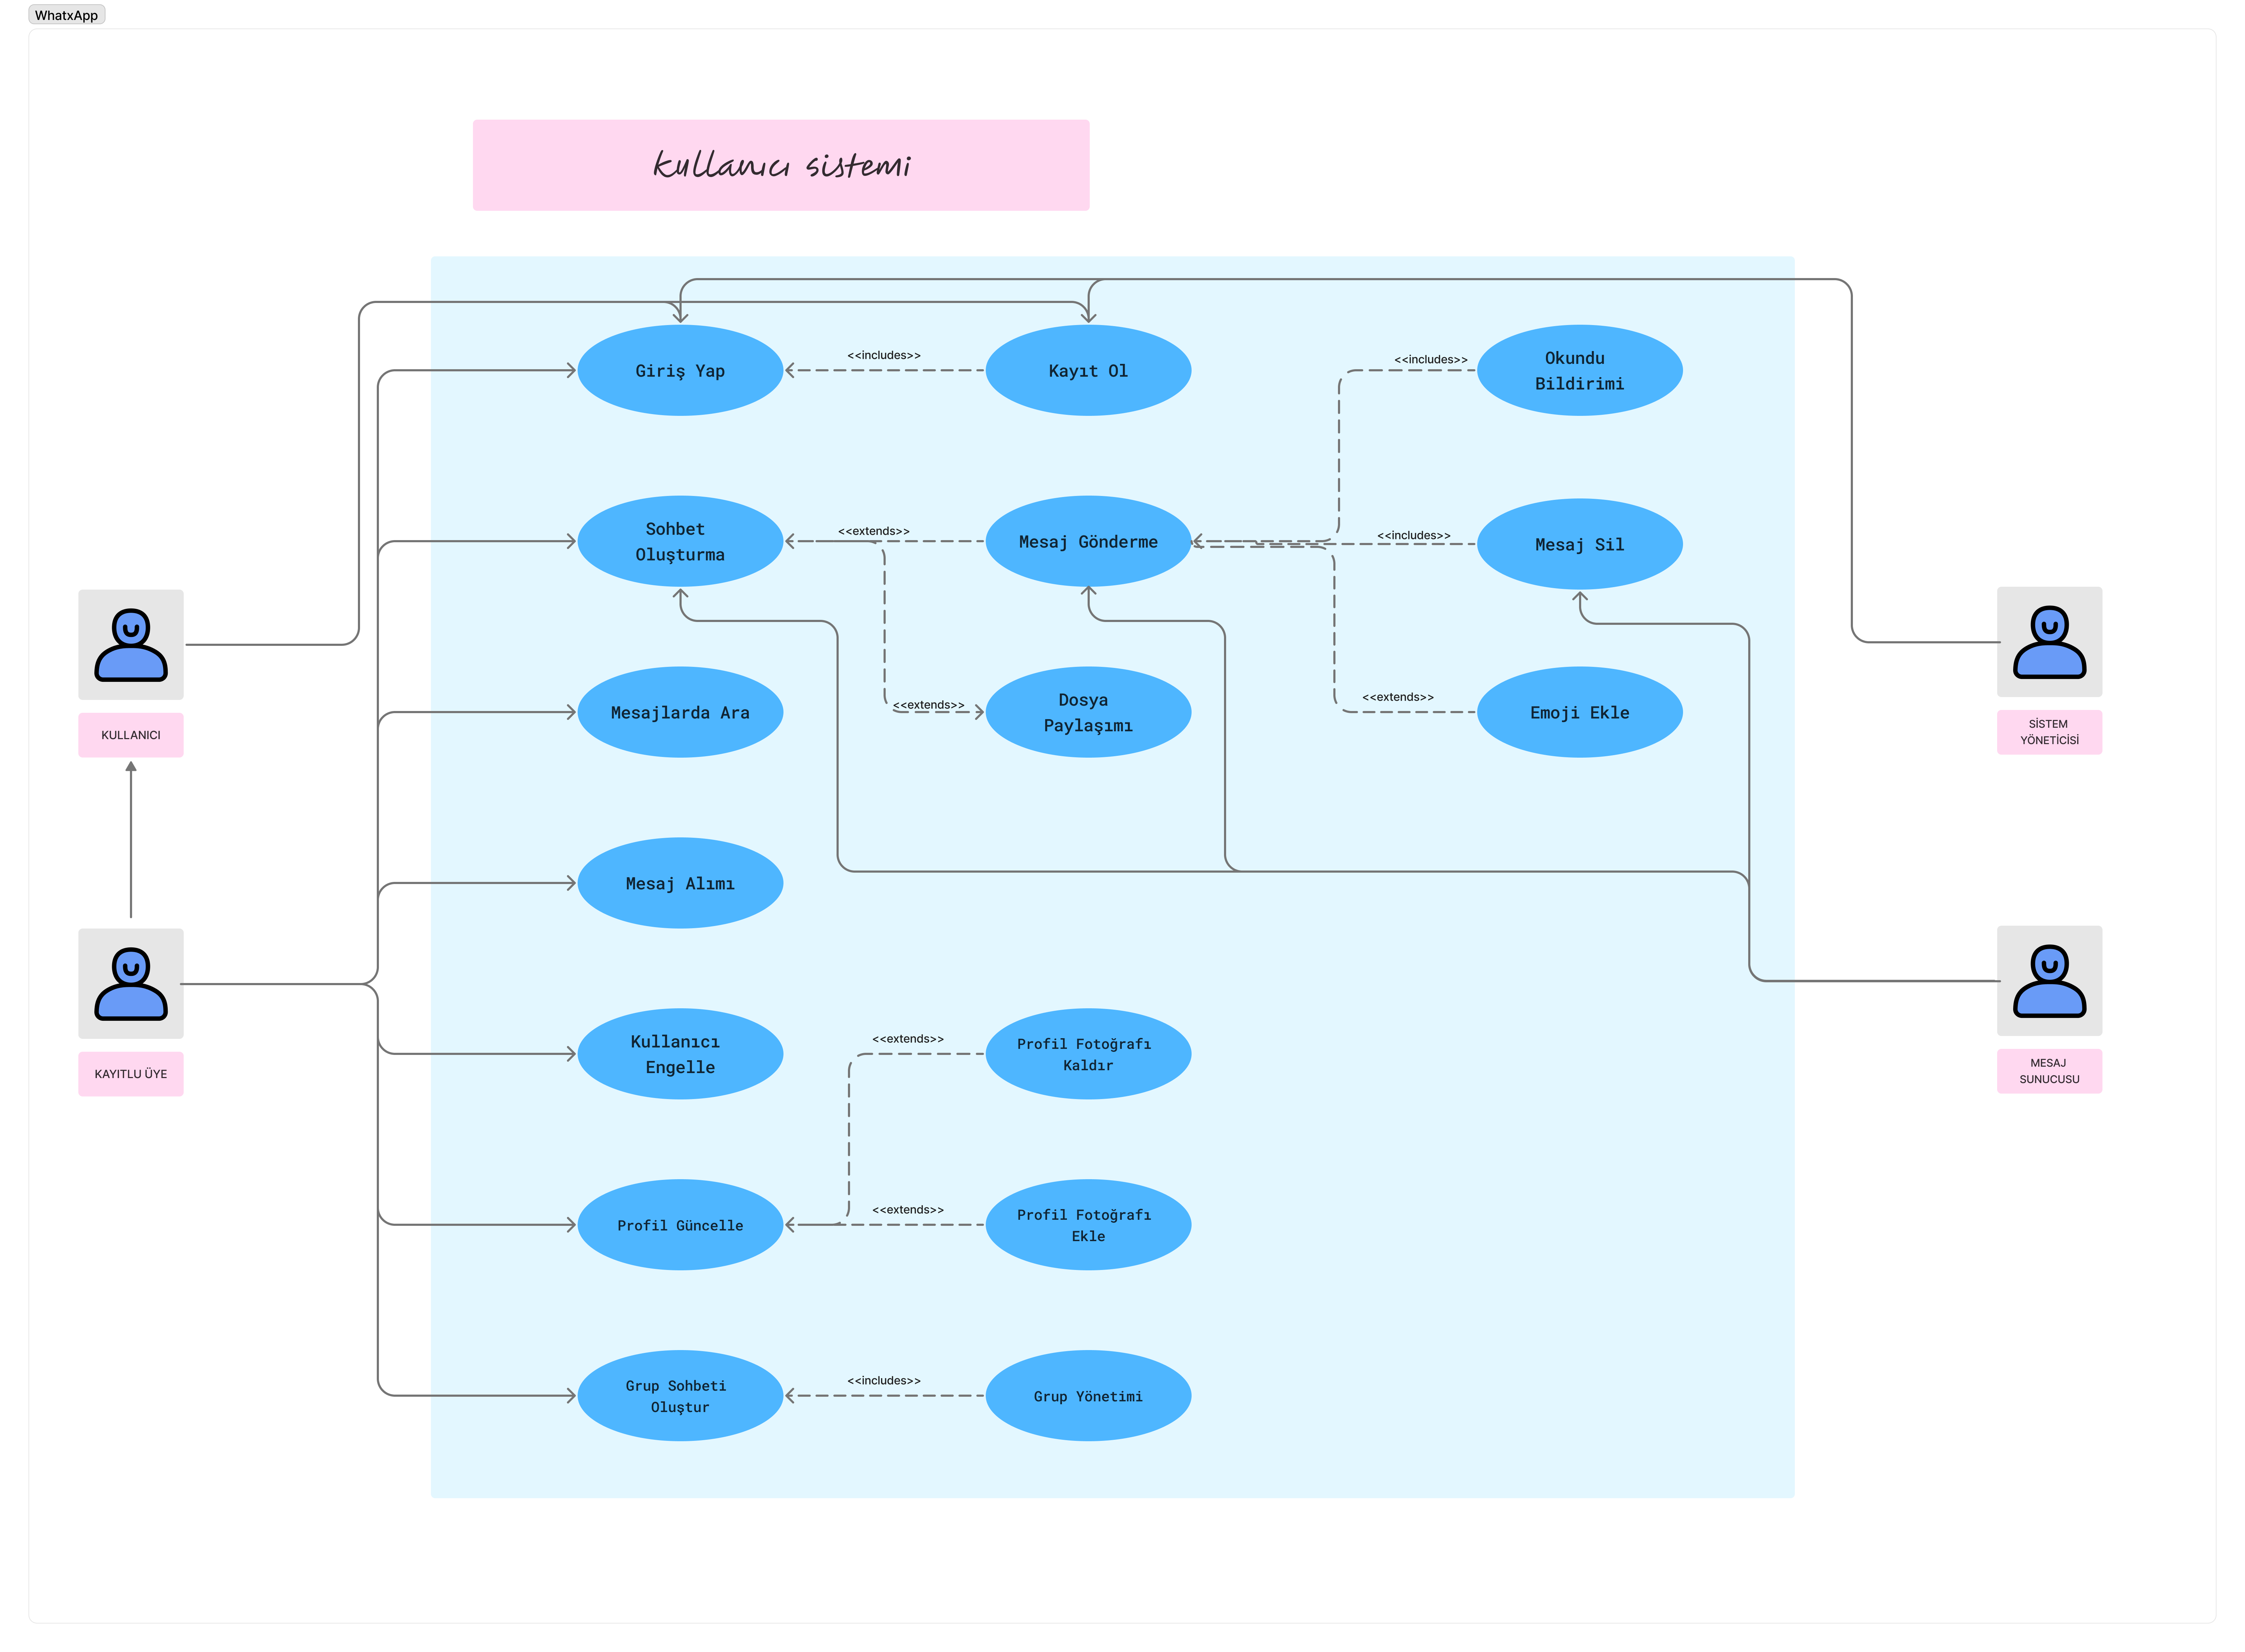 WhatxApp
kullanıcı sistemi
Giriş Yap
<<includes>>
Kayıt Ol
<<includes>>
Okundu
Bildirimi
Sohbet
Oluşturma
<<extends>>
Mesaj Gönderme
<<includes>>
Mesaj Sil
KULLANICI
Mesajlarda Ara
<<extends>>
Dosya
Paylaşımı
<<extends>>
Emoji Ekle
SİSTEM
YÖNETİCİSİ
Mesaj Alımı
KAYITLU ÜYE
Kullanıcı
Engelle
<<extends>>
Profil Fotoğrafı
Kaldır
MESAJ
SUNUCUSU
Profil Güncelle
<<extends>>
Profil Fotoğrafı
Ekle
Grup Sohbeti
Oluştur
<<includes>>
Grup Yönetimi